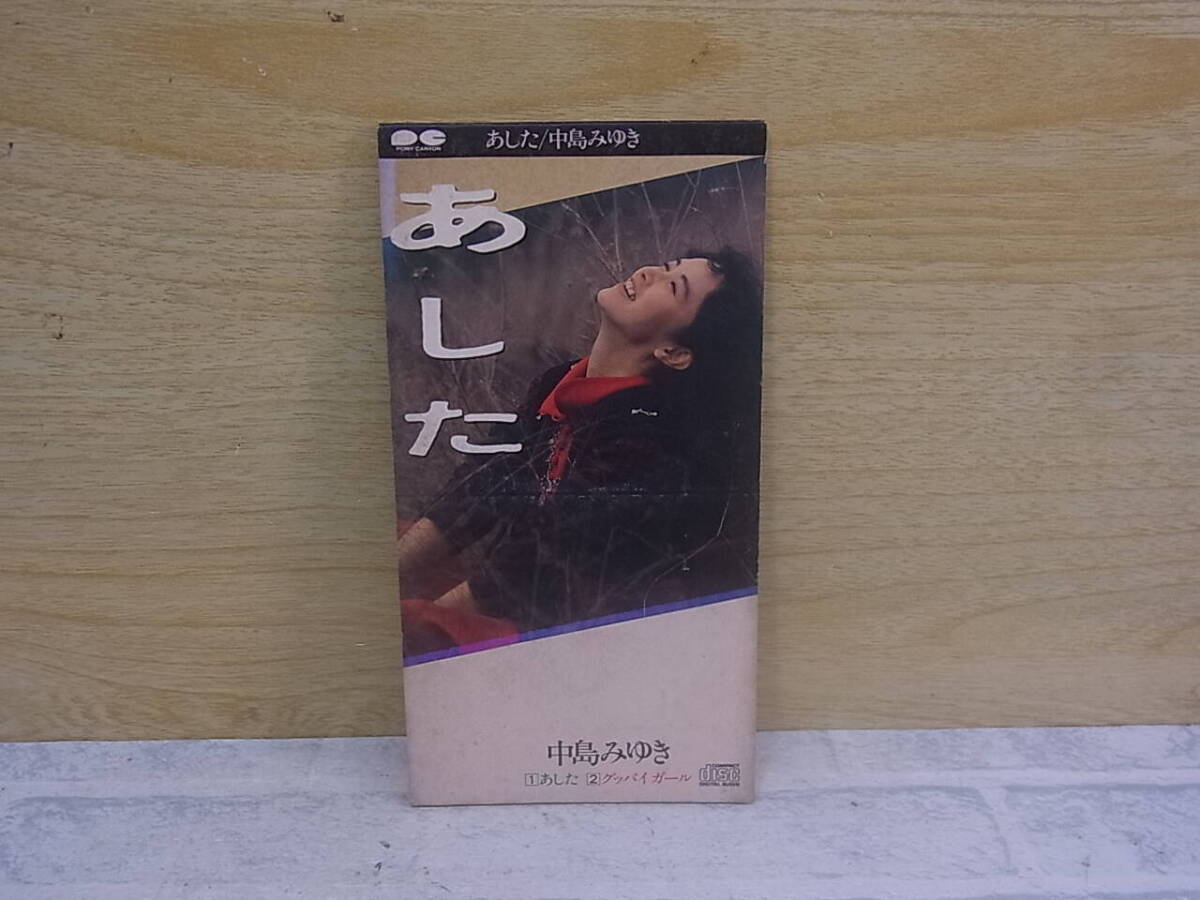 PONY CANYON
あした/中島みゆき
あした
中島みゆき
1あした 2グッバイガール
COMPACT
disc
DIGITAL AUDIO